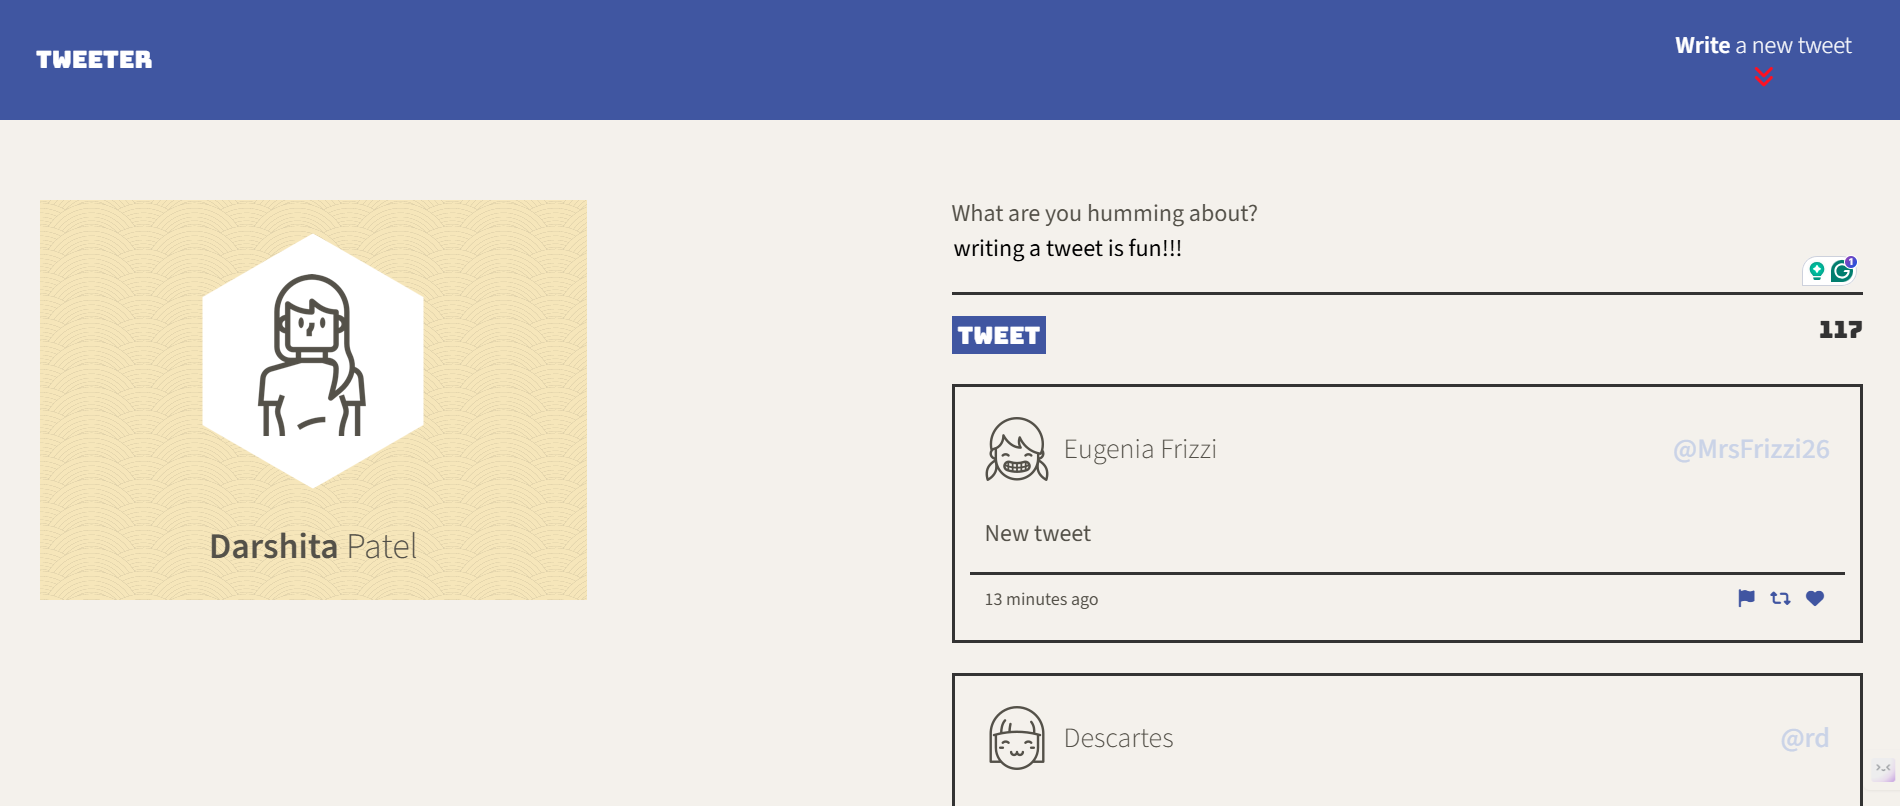 TWEETER
Write a new tweet
Darshita Patel
What are you humming about?
writing a tweet is fun!!!
1
TWEET
117
Eugenia Frizzi
@MrsFrizzi26
New tweet
13 minutes ago
Descartes
@rd